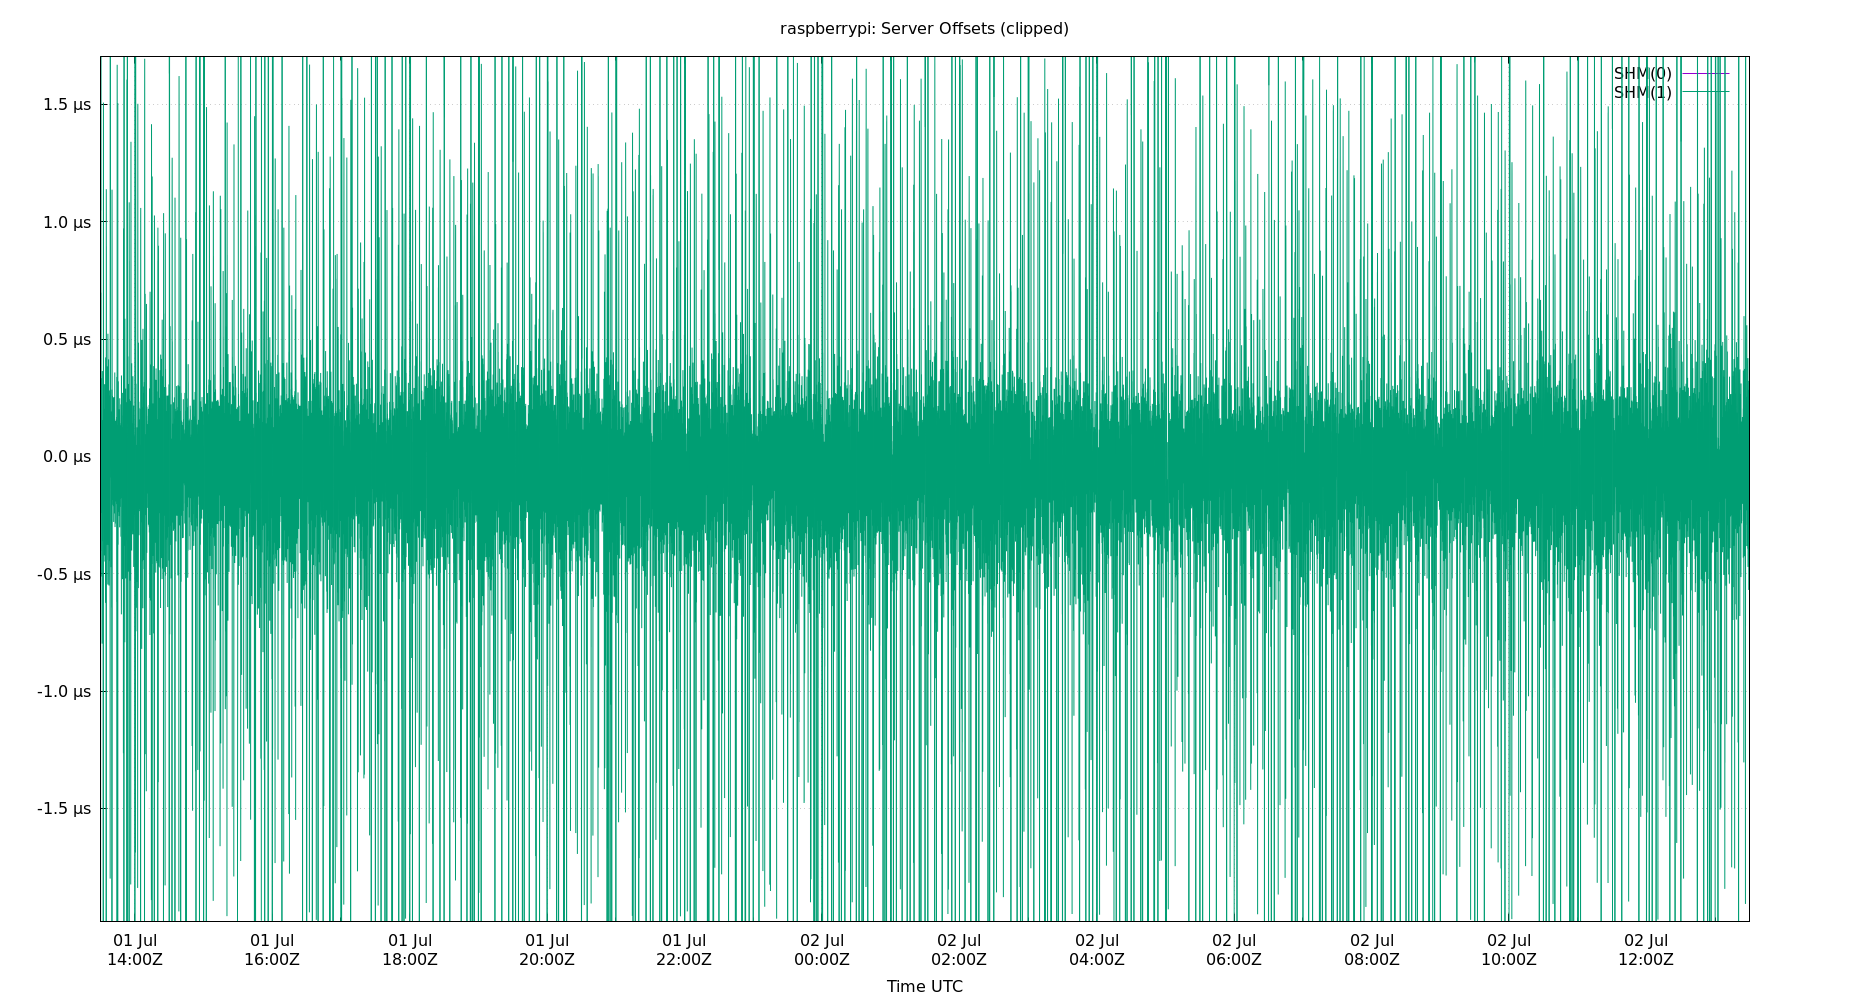 raspberrypi: Server Offsets (clipped)
SHM(0)
SHM(1)
1.5 µs
1.0 µs
0.5 µs
0.0 µs
-0.5 µs
-1.0 µs
-1.5 µs
01 Jul 01 Jul 01 Jul 01 Jul 01 Jul 02 Jul 02 Jul 02 Jul 02 Jul 02 Jul 02 Jul 02 Jul
14:00Z 16:00Z 18:00Z 20:00Z 22:00Z 00:00Z 02:00Z 04:00Z 06:00Z 08:00Z 10:00Z 12:00Z
Time UTC